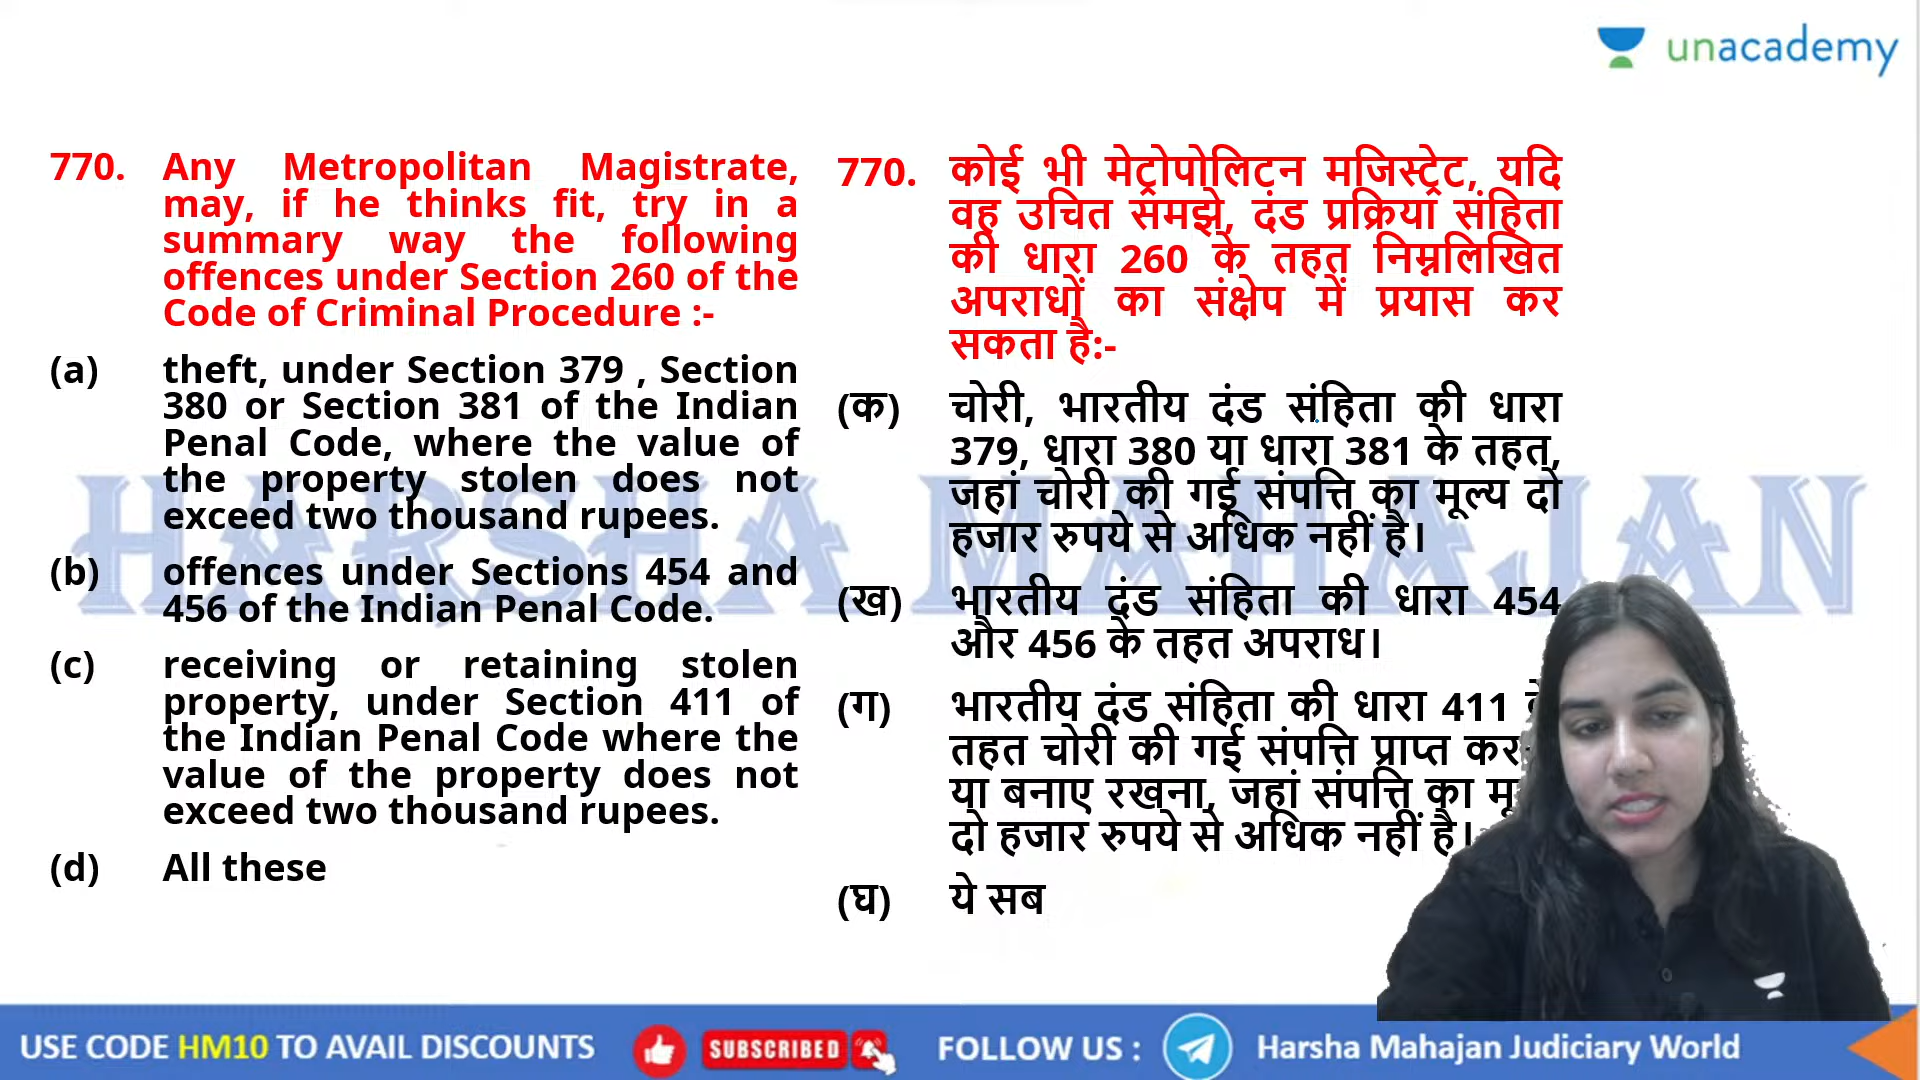 unacademy
770. Any Metropolitan Magistrate,
may, if he thinks fit, try in a
summary way the following
offences under Section 260 of the
Code of Criminal Procedure :-
(a) theft, under Section 379 , Section
380 or Section 381 of the Indian
Penal Code, where the value of
the property stolen does not
exceed two thousand rupees.
(b) offences under Sections 454 and
456 of the Indian Penal Code.
(c) receiving or retaining stolen
property, under Section 411 of
the Indian Penal Code where the
value of the property does not
exceed two thousand rupees.
(d) All these
770. कोई भी मेट्रोपोलिटन मजिस्ट्रेट, यदि
वह उचित समझे, दंड प्रक्रिया संहिता
की धारा 260 के तहत निम्नलिखित
अपराधों का संक्षेप में प्रयास कर
सकता है:-
(क) चोरी, भारतीय दंड संहिता की धारा
379, धारा 380 या धारा 381 के तहत,
जहां चोरी की गई संपत्ति का मूल्य दो
हजार रुपये से अधिक नहीं है।
(ख) भारतीय दंड संहिता की धारा 454
और 456 के तहत अपराध।
(ग) भारतीय दंड संहिता की धारा 411
तहत चोरी की गई संपत्ति प्राप्त
या बनाए रखना, जहां संपत्ति का
दो हजार रुपये से अधिक नहीं है।
(घ) ये सब
HARSHA MAHAJAN
USE CODE HM10 TO AVAIL DISCOUNTS
SUBSCRIBED
FOLLOW US :
Harsha Mahajan Judiciary World